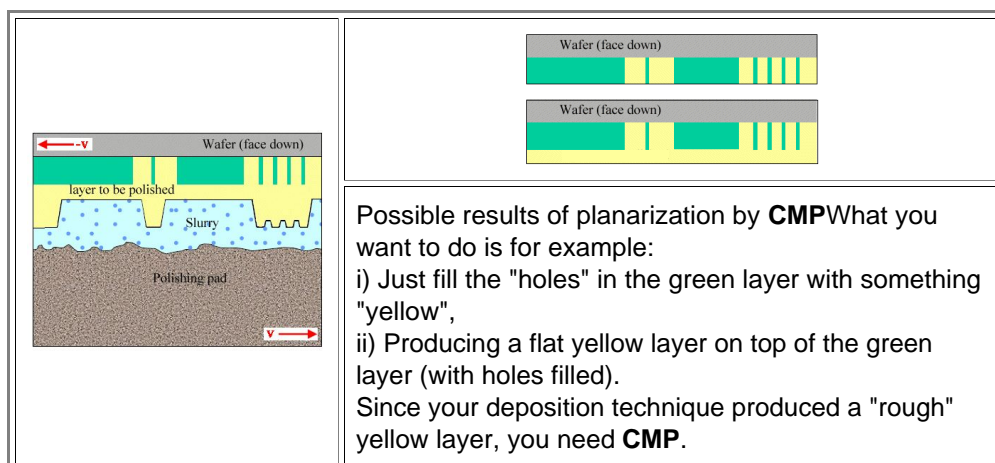 -v
Wafer (face down)
layer to be polished
Slurry
Polishing pad
v
Wafer (face down)
Wafer (face down)
Possible results of planarization by CMPWhat you
want to do is for example:
i) Just fill the "holes" in the green layer with something
"yellow",
ii) Producing a flat yellow layer on top of the green
layer (with holes filled).
Since your deposition technique produced a "rough"
yellow layer, you need CMP.